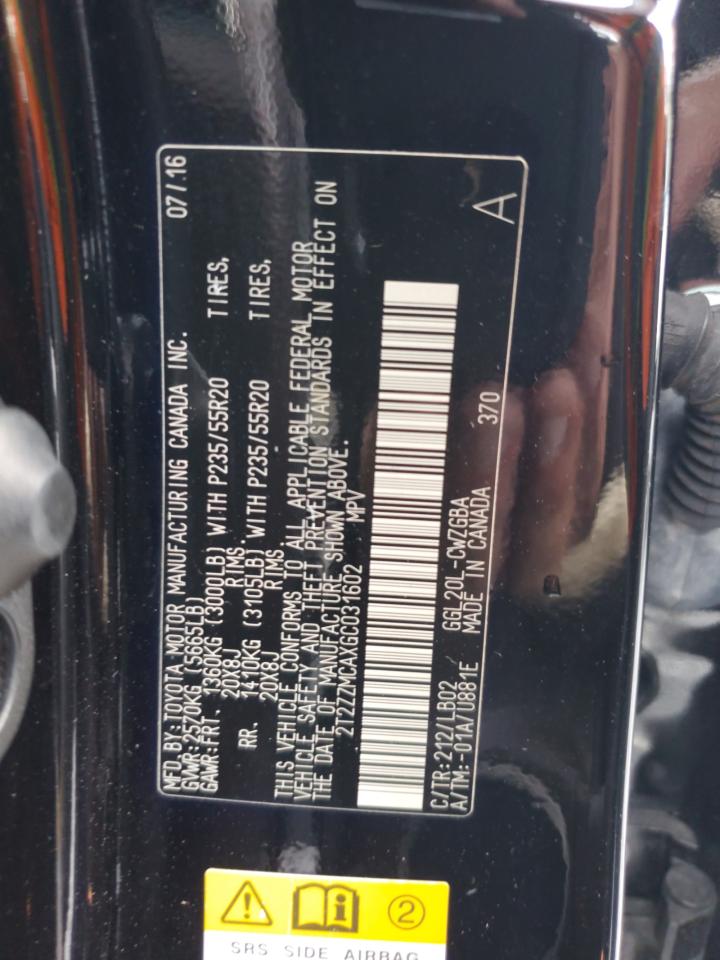 MFD. BY: TOYOTA MOTOR MANUFACTURING CANADA INC. 07/16
GVWR: 2570KG (5665LB)
GAWR: FRT. 1360KG (3000LB) WITH P235/55R20 TIRES,
20X8J RIMS
RR. 1410KG (3105LB) WITH P235/55R20 TIRES,
20X8J RIMS
THIS VEHICLE CONFORMS TO ALL APPLICABLE FEDERAL MOTOR
VEHICLE SAFETY AND THEFT PREVENTION STANDARDS IN EFFECT ON
THE DATE OF MANUFACTURE SHOWN ABOVE.
2T2ZZMCAXGC031602 MPV
C/TR:212/LB02 GGL20L-CWZGBA
A/TM:-01A/U881E MADE IN CANADA 370
A
2
SRS SIDE AIRBAG